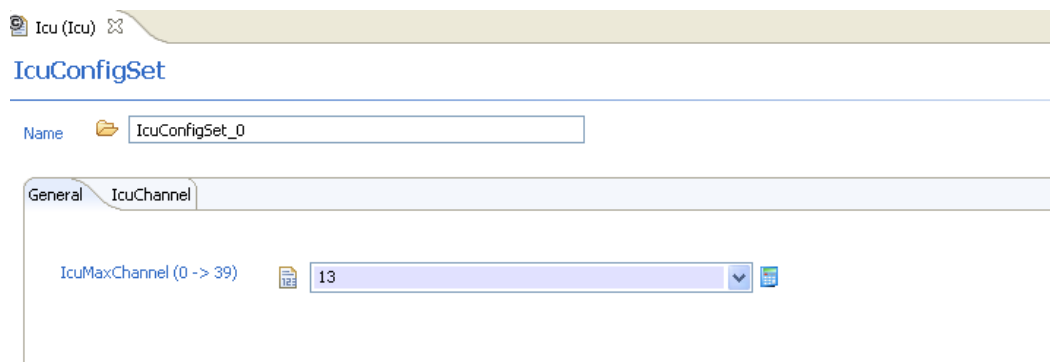 Icu (Icu)
IcuConfigSet
Name IcuConfigSet_0
General IcuChannel
IcuMaxChannel (0 -> 39) 13